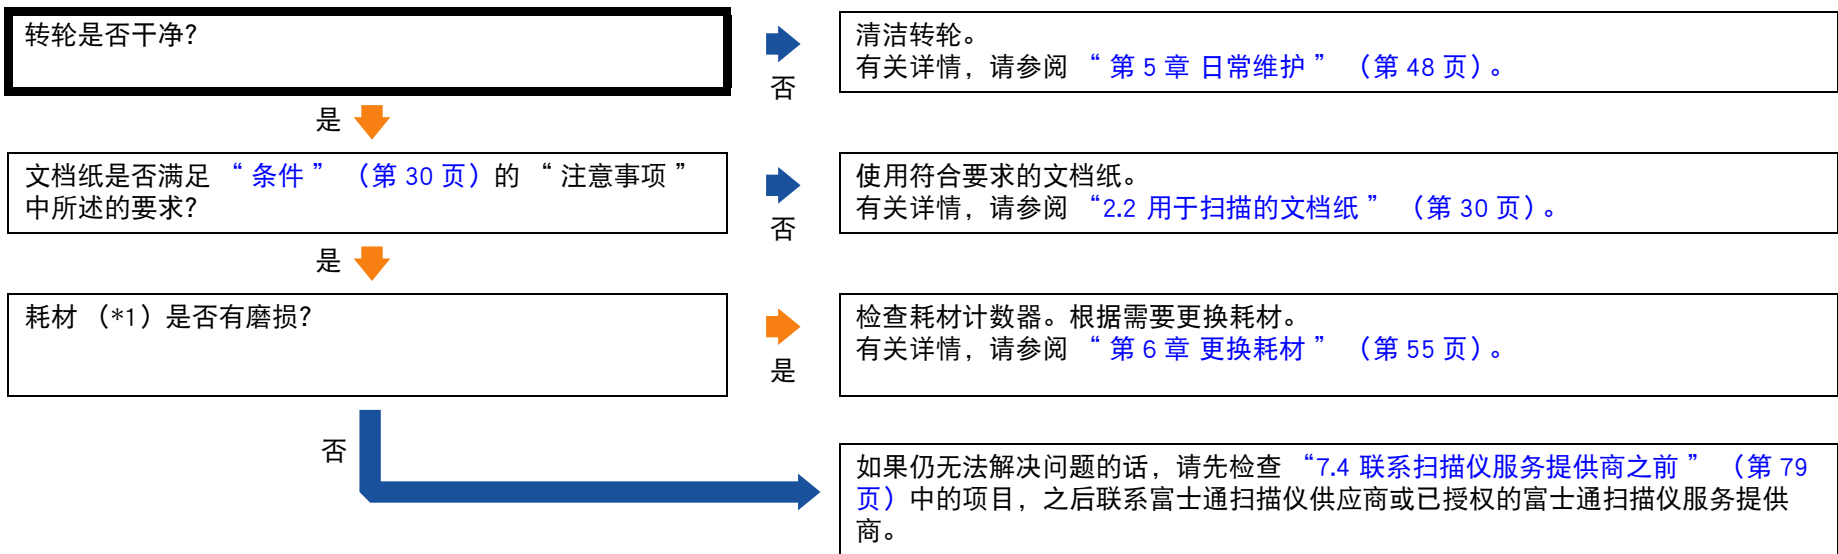 转轮是否干净?
否
清洁转轮。
有关详情，请参阅 “ 第 5 章 日常维护 ” （第 48 页）。
是
文档纸是否满足 “ 条件 ” （第 30 页）的 “ 注意事项 ”
中所述的要求?
否
使用符合要求的文档纸。
有关详情，请参阅 “2.2 用于扫描的文档纸 ” （第 30 页）。
是
耗材 （*1）是否有磨损?
是
检查耗材计数器。根据需要更换耗材。
有关详情，请参阅 “ 第 6 章 更换耗材 ” （第 55 页）。
否
如果仍无法解决问题的话，请先检查 “7.4 联系扫描仪服务提供商之前 ” （第 79
页）中的项目，之后联系富士通扫描仪供应商或已授权的富士通扫描仪服务提供
商。